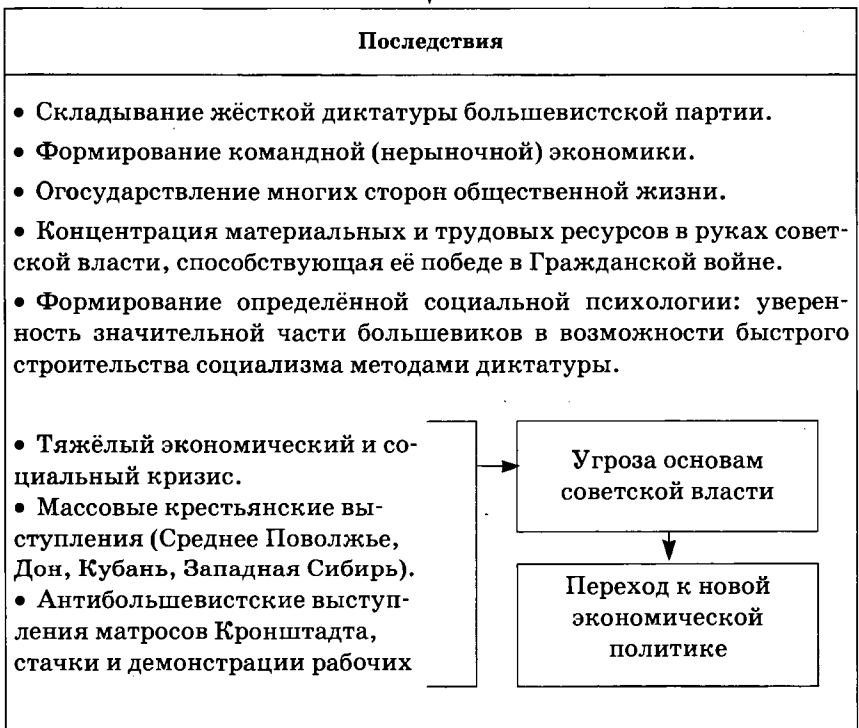 Последствия
• Складывание жёсткой диктатуры большевистской партии.
• Формирование командной (нерыночной) экономики.
• Огосударствление многих сторон общественной жизни.
• Концентрация материальных и трудовых ресурсов в руках совет-
ской власти, способствующая её победе в Гражданской войне.
• Формирование определённой социальной психологии: уверен-
ность значительной части большевиков в возможности быстрого
строительства социализма методами диктатуры.
• Тяжёлый экономический и со-
циальный кризис.
• Массовые крестьянские вы-
ступления (Среднее Поволжье,
Дон, Кубань, Западная Сибирь).
• Антибольшевистские выступ-
ления матросов Кронштадта,
стачки и демонстрации рабочих
Угроза основам
советской власти
Переход к новой
экономической
политике